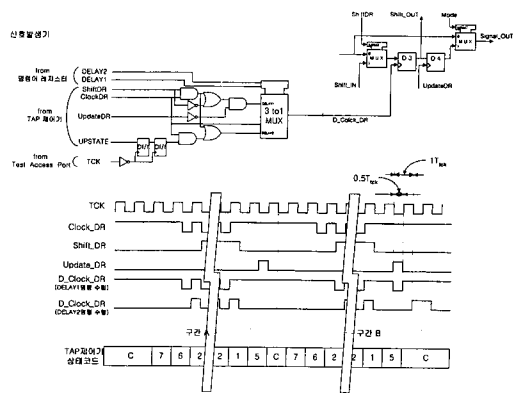 신호발생기
ShiftDR
Shift_OUT
Mode
MUX
Signal_OUT
MUX
D3
D4
Shift_IN
UpdateDR
from
명령어 레지스터
DELAY2
DELAY1
from
TAP 제어기
ShiftDR
ClockDR
UpdateDR
UPSTATE
from
Test Access Port
TCK
3 to1
MUX
D_Colck_DR
1T
0.5T
TCK
Clock_DR
Shift_DR
Update_DR
D_Clock_DR
(DELAY1명령 수행)
D_Clock_DR
(DELAY2명령 수행)
구간 A
구간 B
TAP제어기
상태코드
C 7 6 2 2 1 5 C 7 6 2 2 1 5 C